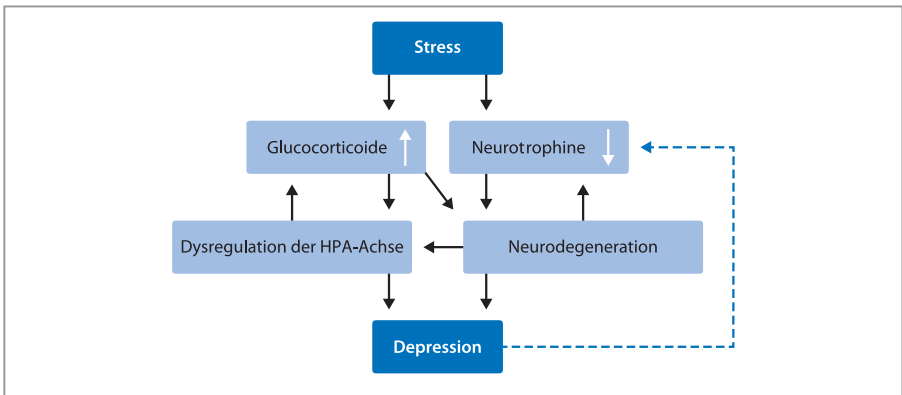 Stress
Glucocorticoide
Neurotrophine
Dysregulation der HPA-Achse
Neurodegeneration
Depression